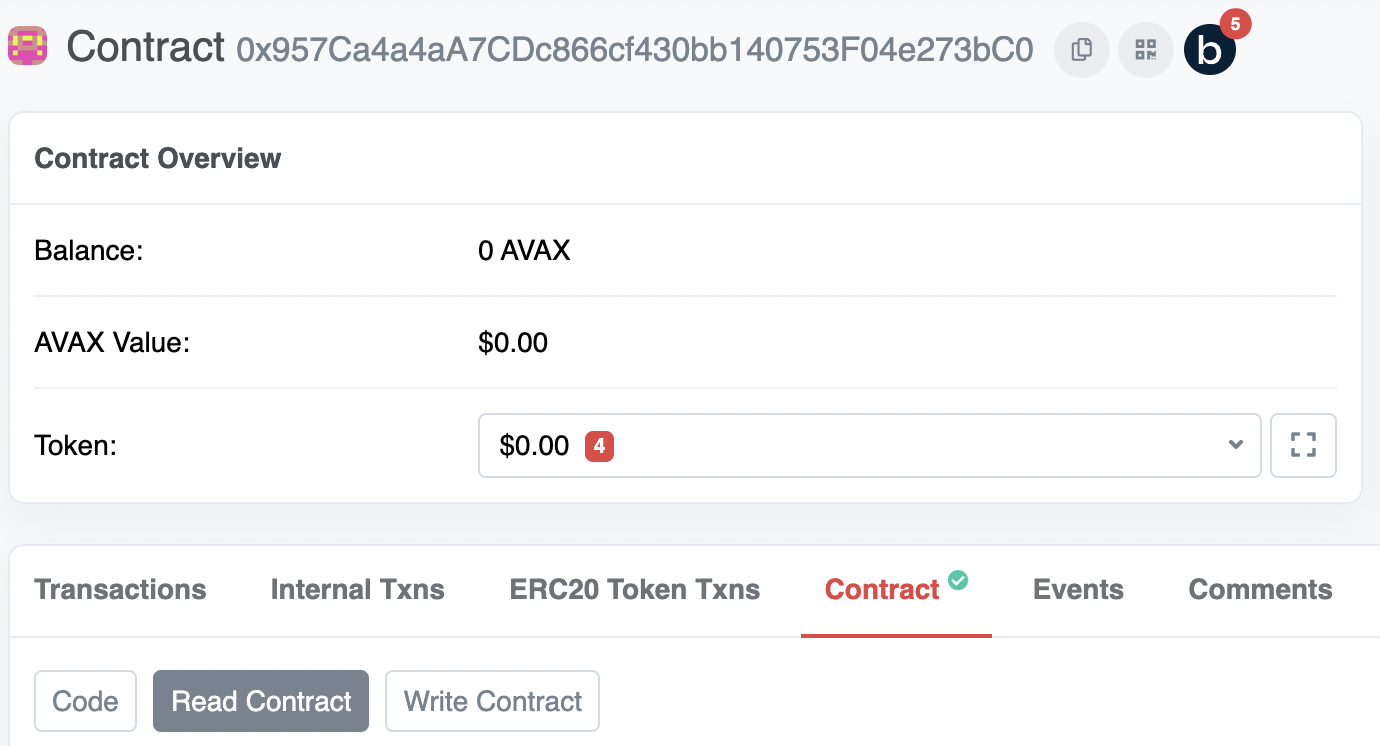 Contract 0x957Ca4a4aA7CDc866cf430bb140753F04e273bC0 b 5
Contract Overview
Balance: 0 AVAX
AVAX Value: $0.00
Token: $0.00 4
Transactions Internal Txns ERC20 Token Txns Contract Events Comments
Code Read Contract Write Contract